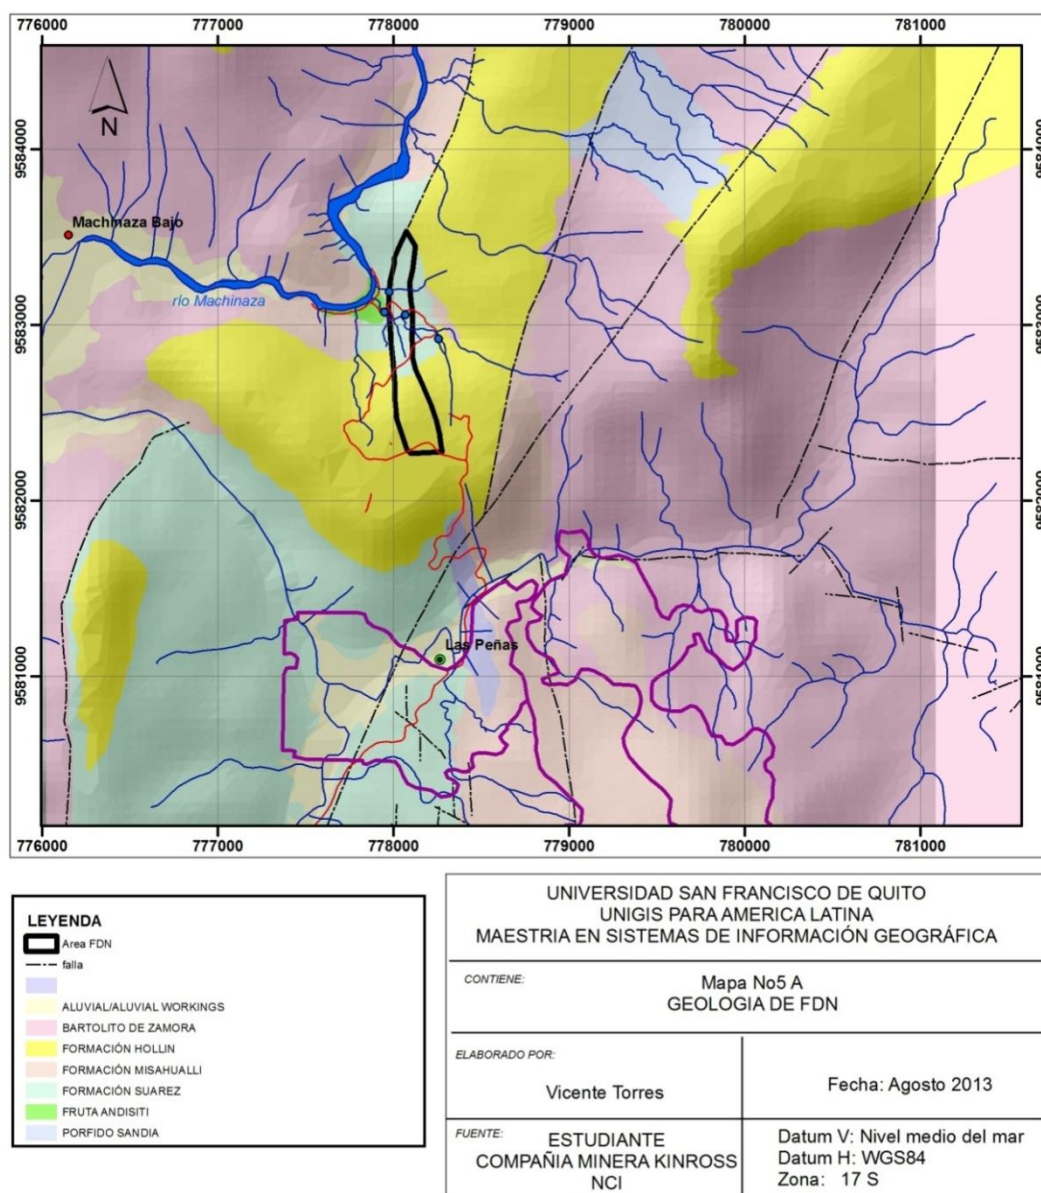 776000 777000 778000 779000 780000 781000
9584000 9584000
N
Machinaza Bajo
río Machinaza
9583000 9583000
9582000 9582000
Las Peñas
9581000 9581000
776000 777000 778000 779000 780000 781000
LEYENDA
Area FDN
falla
ALUVIAL/ALUVIAL WORKINGS
BARTOLITO DE ZAMORA
FORMACIÓN HOLLIN
FORMACIÓN MISAHUALLI
FORMACIÓN SUAREZ
FRUTA ANDISITI
PORFIDO SANDIA
UNIVERSIDAD SAN FRANCISCO DE QUITO
UNIGIS PARA AMERICA LATINA
MAESTRIA EN SISTEMAS DE INFORMACIÓN GEOGRÁFICA
CONTIENE:
Mapa No5 A
GEOLOGIA DE FDN
ELABORADO POR:
Vicente Torres
Fecha: Agosto 2013
FUENTE:
ESTUDIANTE
COMPAÑIA MINERA KINROSS
NCI
Datum V: Nivel medio del mar
Datum H: WGS84
Zona: 17 S